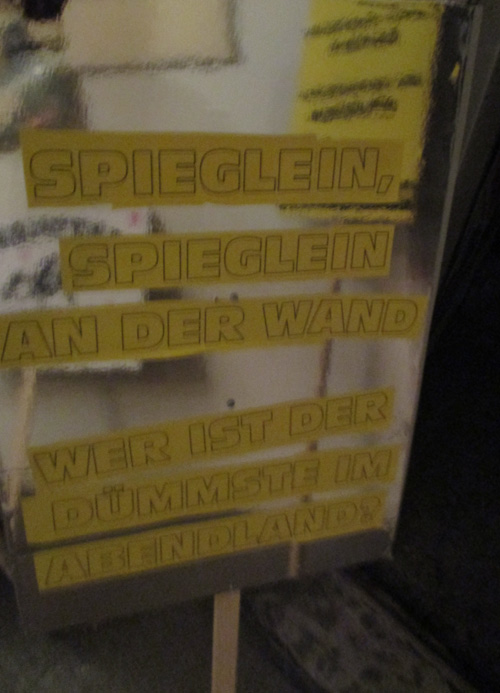 SPIEGLEIN,
SPIEGLEIN
AN DER WAND
WER IST DER
DÜMMSTE IM
ABENDLAND?